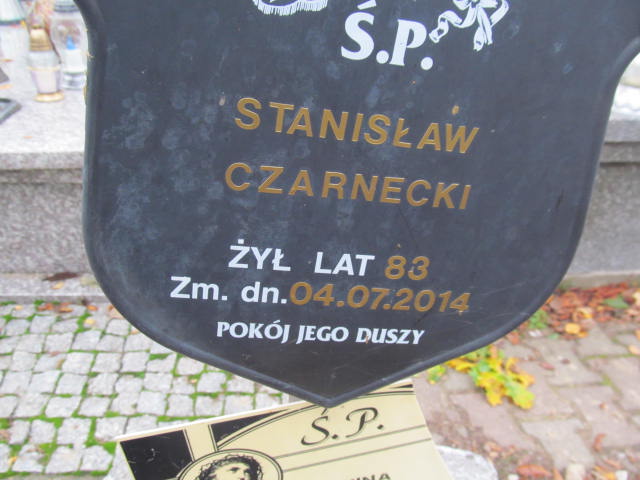 Ś.P.
STANISŁAW
CZARNECKI
ŻYŁ LAT 83
Zm. dn. 04.07.2014
POKÓJ JEGO DUSZY
Ś.P.